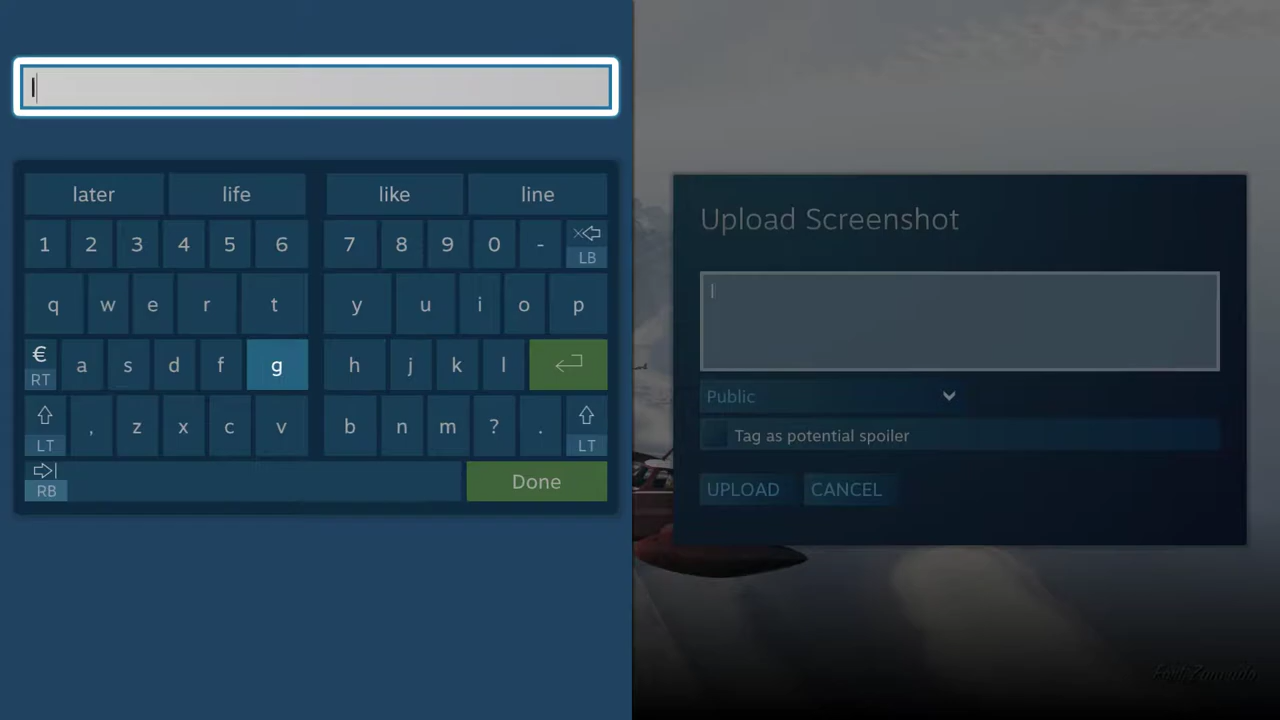 l
later life like line
1 2 3 4 5 6 7 8 9 0 -
LB
q w e r t y u i o p
€ a s d f g h j k l
RT
, z x c v b n m ? .
LT LT
RB
Done
Upload Screenshot
l
Public
Tag as potential spoiler
UPLOAD CANCEL